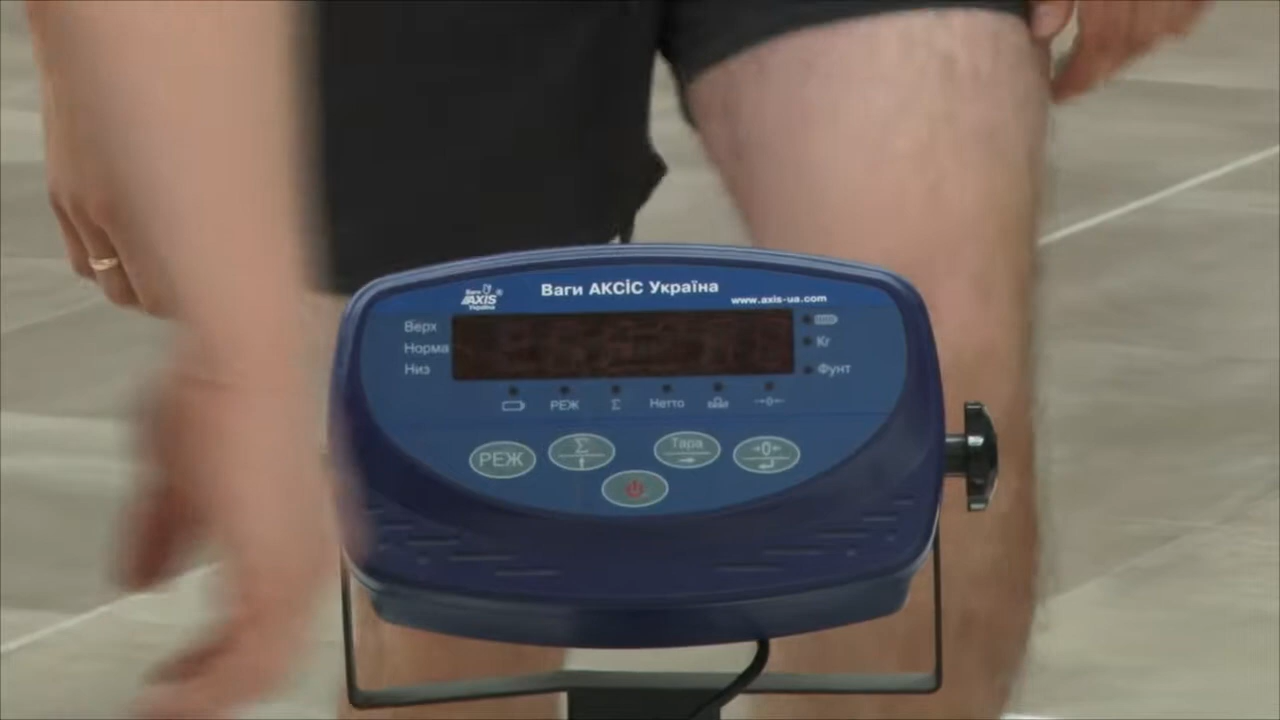 Ваги
AXIS®
Україна
Ваги АКСІС Україна
www.axis-ua.com
Верх
Норма
Низ
Кг
Фунт
РЕЖ Σ Нетто →0←
РЕЖ Σ Тара →0←